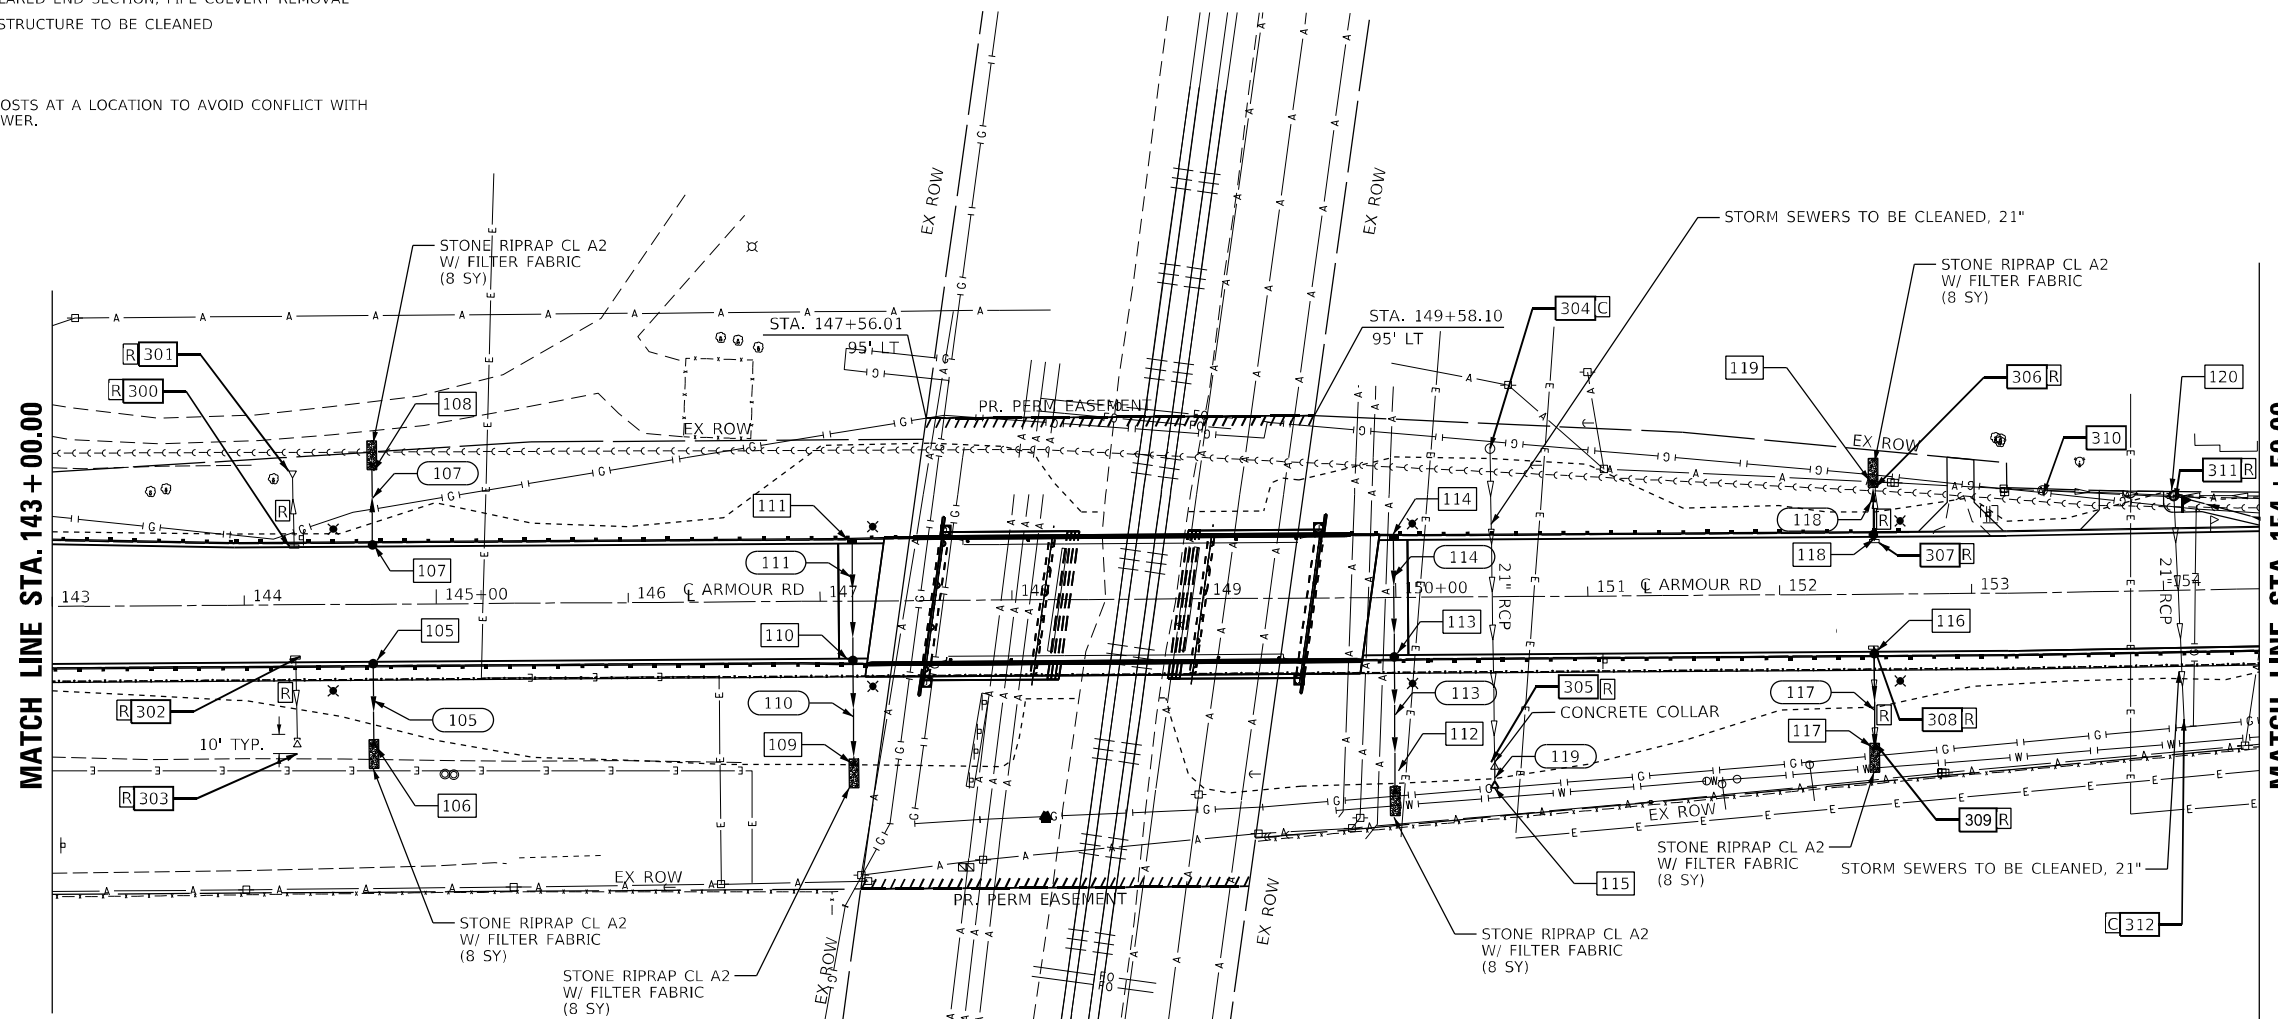 STRUCTURE TO BE CLEANED
OSTS AT A LOCATION TO AVOID CONFLICT WITH
WER.
STORM SEWERS TO BE CLEANED, 21"
STONE RIPRAP CL A2
W/ FILTER FABRIC
(8 SY)
STONE RIPRAP CL A2
W/ FILTER FABRIC
(8 SY)
EX ROW
EX ROW
STA. 147+56.01
95' LT
STA. 149+58.10
95' LT
304 C
R 301
R 300
108
107
119
306 R
120
310
311 R
EX ROW
PR. PERM EASEMENT
EX ROW
111
114
118
R
R
107
111
114
118
307 R
MATCH LINE STA. 143+00.00
143
144
145+00
146
℄ ARMOUR RD
147
148
149
150+00
21" RCP
151
℄ ARMOUR RD
152
153
154
21" RCP
105
110
113
116
R 302
R
105
110
113
305 R
CONCRETE COLLAR
117
R
308 R
10' TYP.
109
112
119
117
R 303
106
EX ROW
309 R
STONE RIPRAP CL A2
W/ FILTER FABRIC
(8 SY)
STORM SEWERS TO BE CLEANED, 21"
115
EX ROW
PR. PERM EASEMENT
EX ROW
C 312
STONE RIPRAP CL A2
W/ FILTER FABRIC
(8 SY)
STONE RIPRAP CL A2
W/ FILTER FABRIC
(8 SY)
EX ROW
STONE RIPRAP CL A2
W/ FILTER FABRIC
(8 SY)